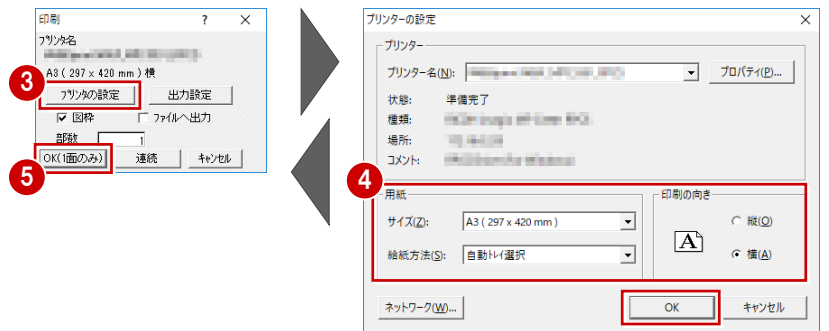 印刷 ? ×
プリンタ名
A3 ( 297 x 420 mm ) 横
3
プリンタの設定 出力設定
図枠 ファイルへ出力
部数 1
OK(1面のみ) 連続 キャンセル
5
プリンターの設定 ×
プリンター
プリンター名(N): プロパティ(P)...
状態: 準備完了
種類:
場所:
コメント:
4
用紙
サイズ(Z): A3 ( 297 x 420 mm )
給紙方法(S): 自動トレイ選択
印刷の向き
A
縦(O)
横(A)
ネットワーク(W)... OK キャンセル